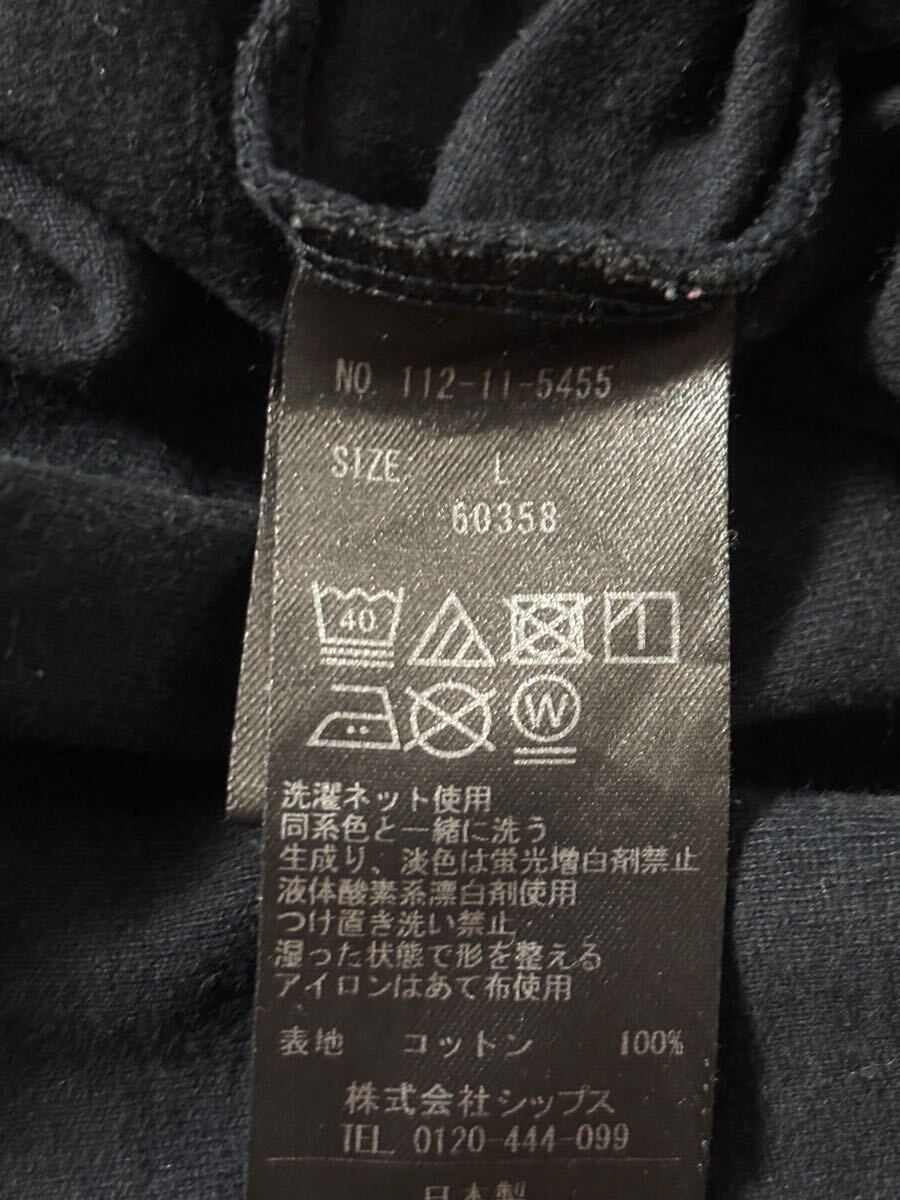 NO. 112-11-5455
SIZE L
60358
40
W
洗濯ネット使用
同系色と一緒に洗う
生成り、淡色は蛍光増白剤禁止
液体酸素系漂白剤使用
つけ置き洗い禁止
湿った状態で形を整える
アイロンはあて布使用
表地 コットン 100%
株式会社シップス
TEL 0120-444-099
日本製